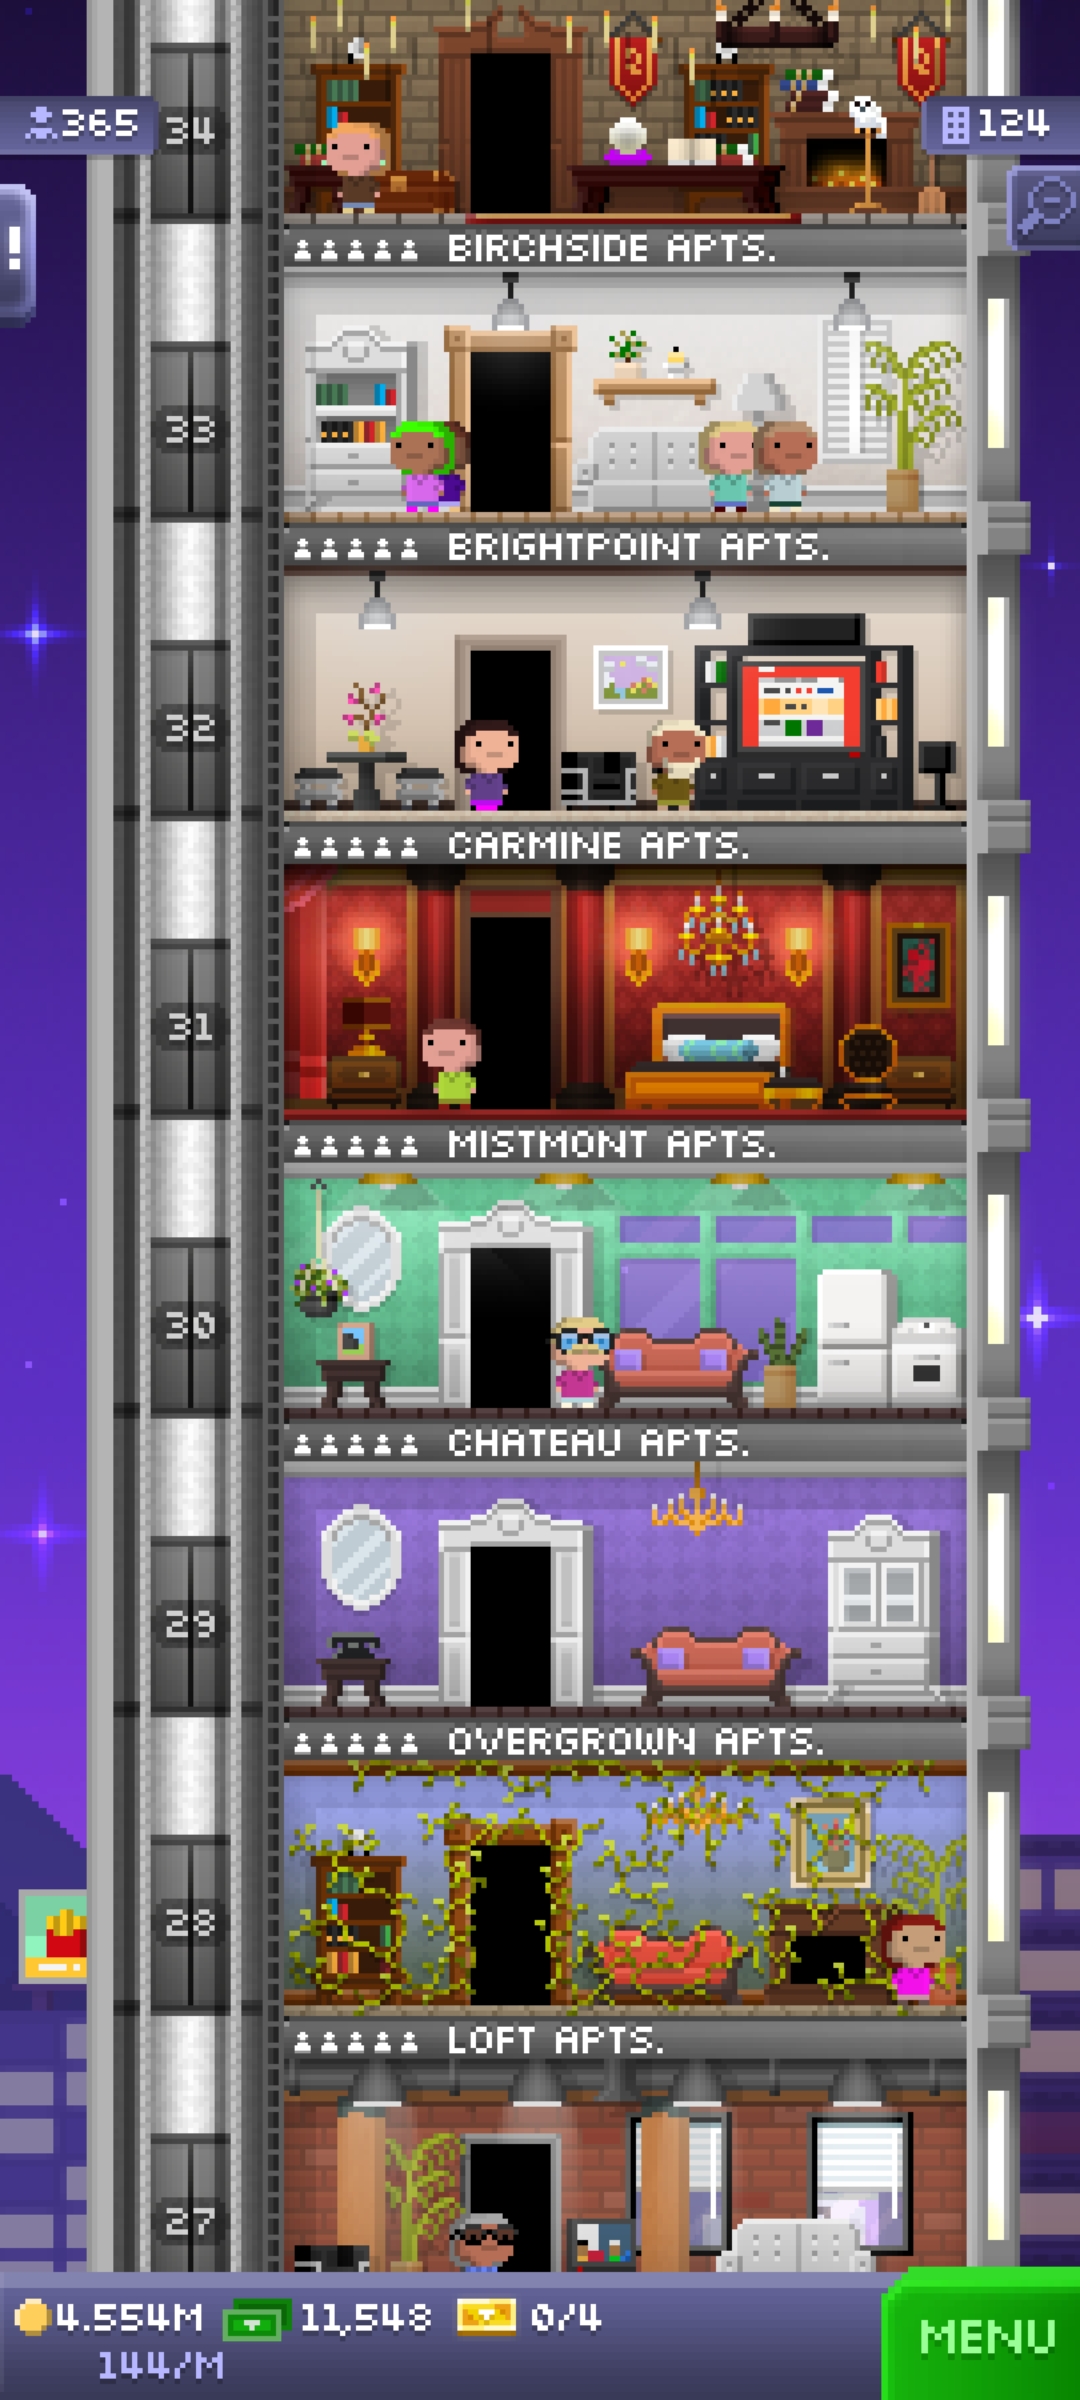 365
34
124
!
BIRCHSIDE APTS.
33
BRIGHTPOINT APTS.
32
CARMINE APTS.
31
MISTMONT APTS.
30
CHATEAU APTS.
29
OVERGROWN APTS.
28
LOFT APTS.
27
4.554M 11,548 0/4
144/M
MENU